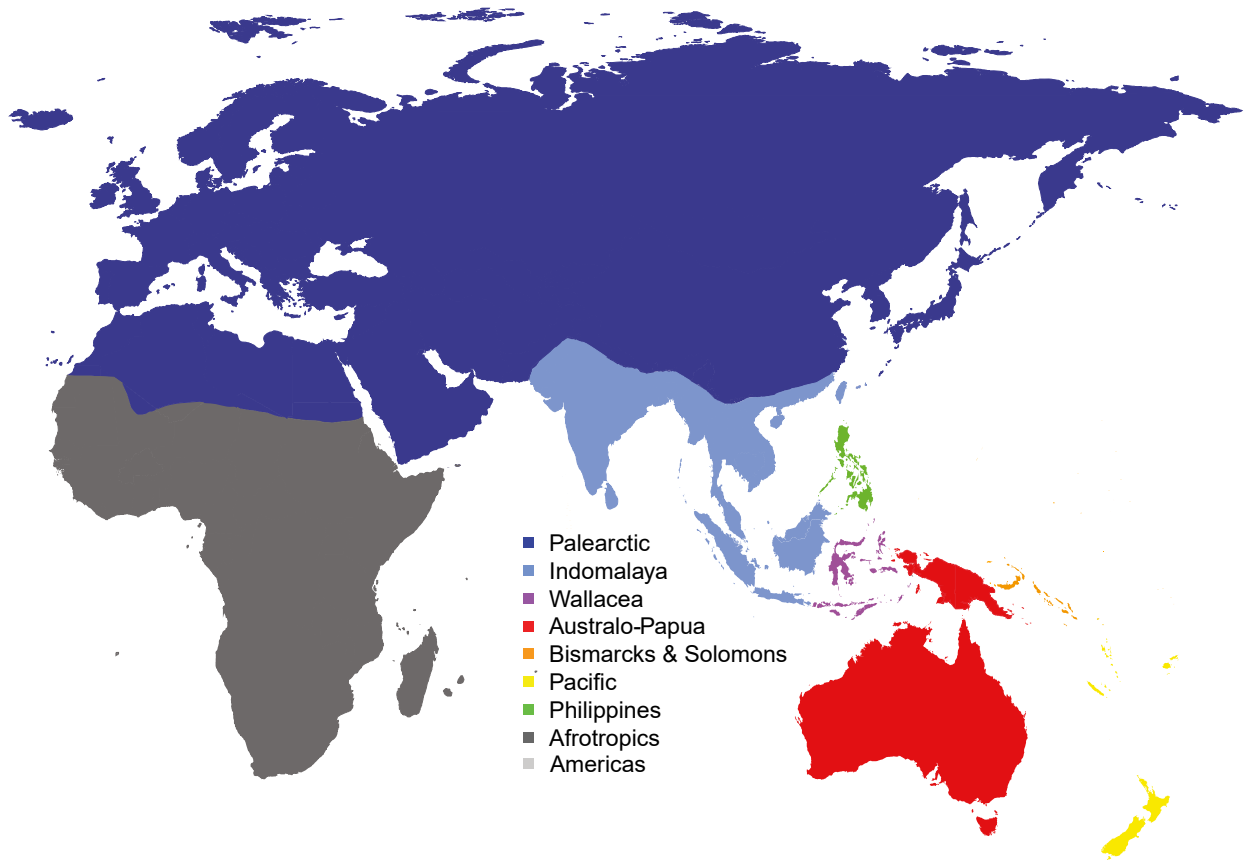 Palearctic
Indomalaya
Wallacea
Australo-Papua
Bismarcks & Solomons
Pacific
Philippines
Afrotropics
Americas